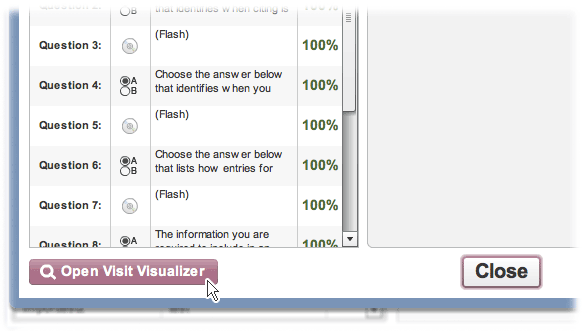 that identifies when citing is
B
100%
Question 3:
(Flash)
100%
Question 4:
A
B
Choose the answer below
that identifies when you
100%
Question 5:
(Flash)
100%
Question 6:
A
B
Choose the answer below
that lists how entries for
100%
Question 7:
(Flash)
100%
Question 8:
A
The information you are
required to include in an
100%
Open Visit Visualizer
Close